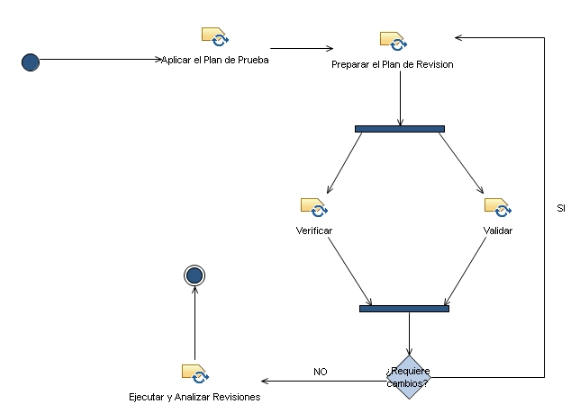 Aplicar el Plan de Prueba
Preparar el Plan de Revision
Verificar
Validar
SI
¿Requiere
cambios?
NO
Ejecutar y Analizar Revisiones